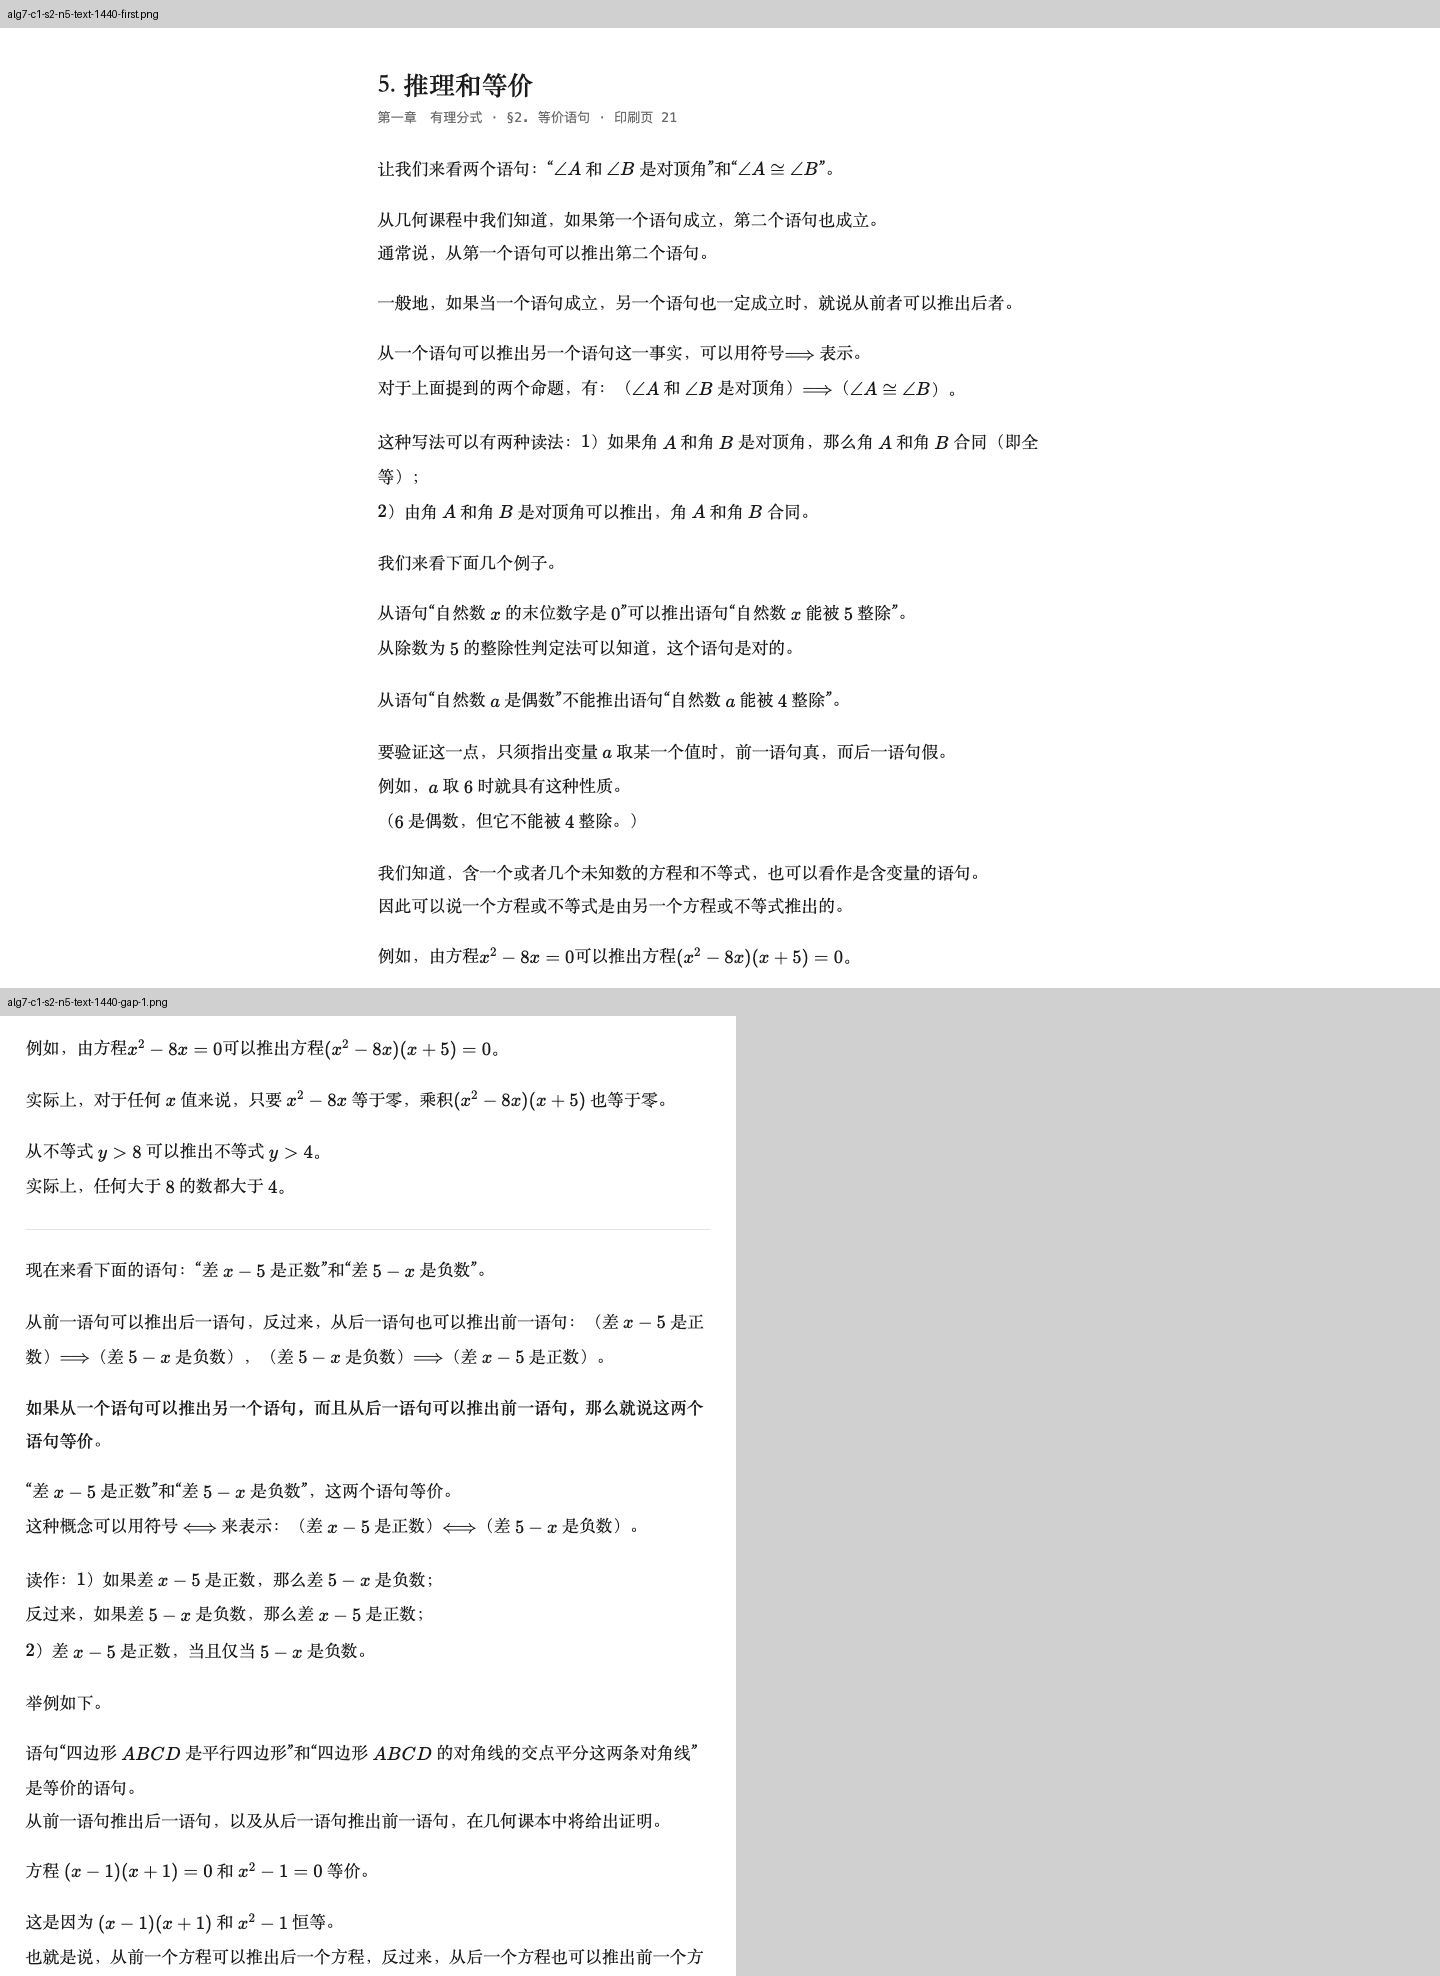 alg7-c1-s2-n5-text-1440-first.png
5. 推理和等价
第一章　有理分式 · §2. 等价语句 · 印刷页 21
让我们来看两个语句：“∠A 和 ∠B 是对顶角”和“∠A ≅ ∠B”。
从几何课程中我们知道，如果第一个语句成立，第二个语句也成立。
通常说，从第一个语句可以推出第二个语句。
一般地，如果当一个语句成立，另一个语句也一定成立时，就说从前者可以推出后者。
从一个语句可以推出另一个语句这一事实，可以用符号⟹ 表示。
对于上面提到的两个命题，有：（∠A 和 ∠B 是对顶角）⟹（∠A ≅ ∠B）。
这种写法可以有两种读法：1）如果角 A 和角 B 是对顶角，那么角 A 和角 B 合同（即全
等）；
2）由角 A 和角 B 是对顶角可以推出，角 A 和角 B 合同。
我们来看下面几个例子。
从语句“自然数 x 的末位数字是 0”可以推出语句“自然数 x 能被 5 整除”。
从除数为 5 的整除性判定法可以知道，这个语句是对的。
从语句“自然数 a 是偶数”不能推出语句“自然数 a 能被 4 整除”。
要验证这一点，只须指出变量 a 取某一个值时，前一语句真，而后一语句假。
例如，a 取 6 时就具有这种性质。
（6 是偶数，但它不能被 4 整除。）
我们知道，含一个或者几个未知数的方程和不等式，也可以看作是含变量的语句。
因此可以说一个方程或不等式是由另一个方程或不等式推出的。
例如，由方程x² − 8x = 0可以推出方程(x² − 8x)(x + 5) = 0。
alg7-c1-s2-n5-text-1440-gap-1.png
例如，由方程x² − 8x = 0可以推出方程(x² − 8x)(x + 5) = 0。
实际上，对于任何 x 值来说，只要 x² − 8x 等于零，乘积(x² − 8x)(x + 5) 也等于零。
从不等式 y > 8 可以推出不等式 y > 4。
实际上，任何大于 8 的数都大于 4。
现在来看下面的语句：“差 x − 5 是正数”和“差 5 − x 是负数”。
从前一语句可以推出后一语句，反过来，从后一语句也可以推出前一语句：（差 x − 5 是正
数）⟹（差 5 − x 是负数），（差 5 − x 是负数）⟹（差 x − 5 是正数）。
如果从一个语句可以推出另一个语句，而且从后一语句可以推出前一语句，那么就说这两个
语句等价。
“差 x − 5 是正数”和“差 5 − x 是负数”，这两个语句等价。
这种概念可以用符号 ⟺ 来表示：（差 x − 5 是正数）⟺（差 5 − x 是负数）。
读作：1）如果差 x − 5 是正数，那么差 5 − x 是负数；
反过来，如果差 5 − x 是负数，那么差 x − 5 是正数；
2）差 x − 5 是正数，当且仅当 5 − x 是负数。
举例如下。
语句“四边形 ABCD 是平行四边形”和“四边形 ABCD 的对角线的交点平分这两条对角线”
是等价的语句。
从前一语句推出后一语句，以及从后一语句推出前一语句，在几何课本中将给出证明。
方程 (x − 1)(x + 1) = 0 和 x² − 1 = 0 等价。
这是因为 (x − 1)(x + 1) 和 x² − 1 恒等。
也就是说，从前一个方程可以推出后一个方程，反过来，从后一个方程也可以推出前一个方